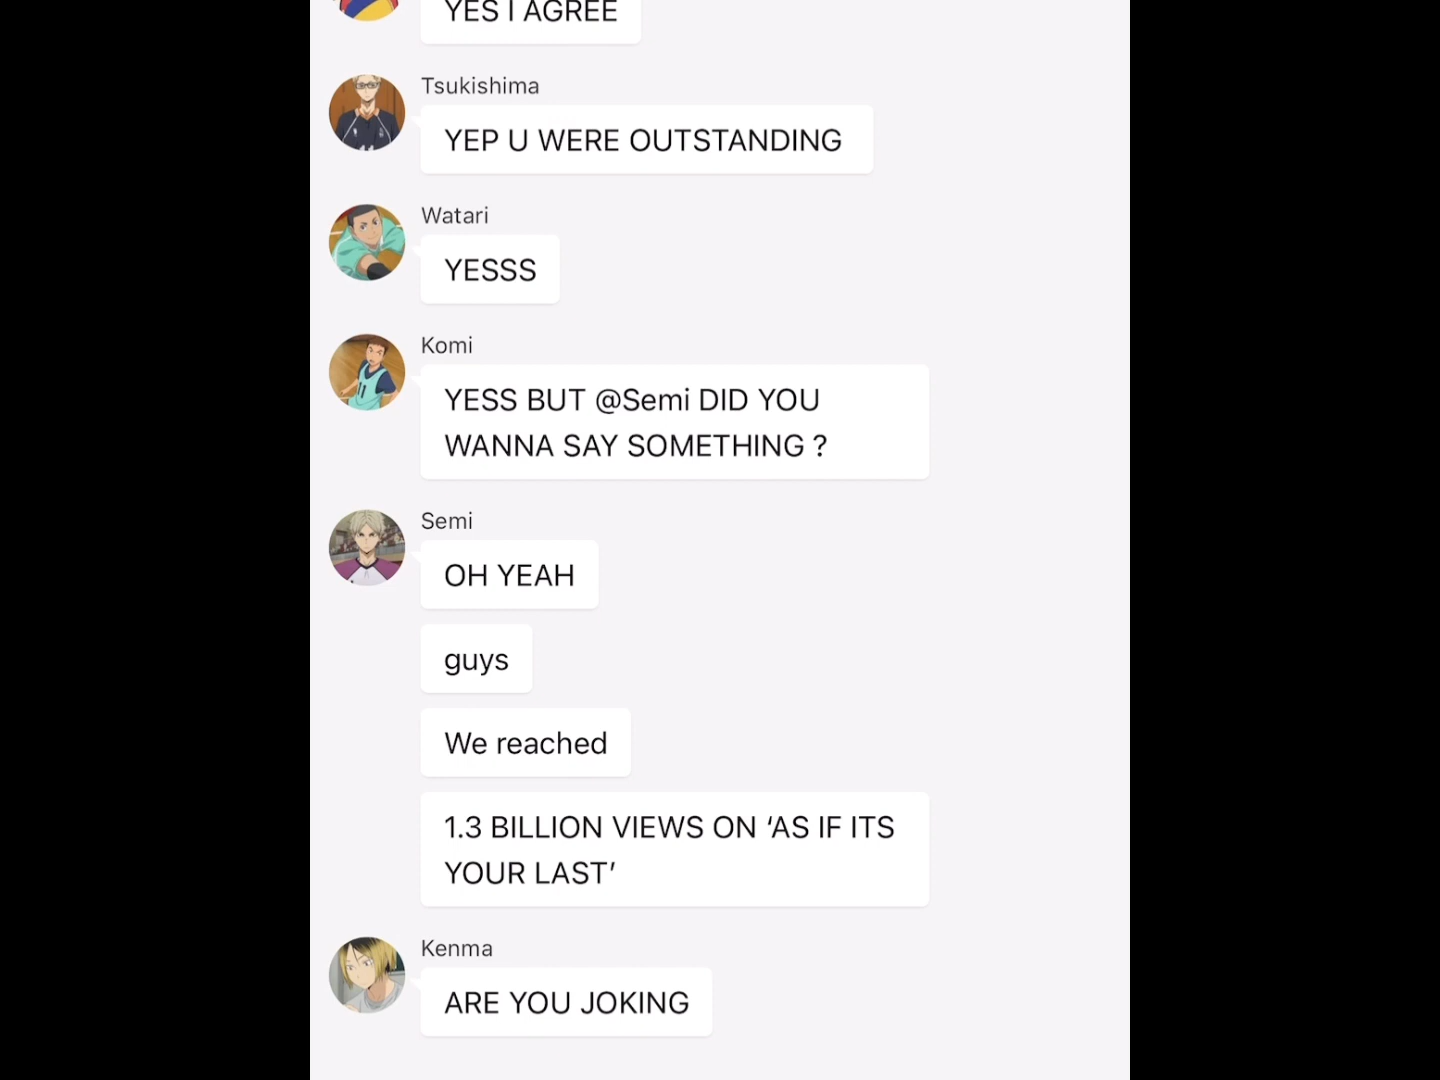 YES I AGREE
Tsukishima
YEP U WERE OUTSTANDING
Watari
YESSS
Komi
YESS BUT @Semi DID YOU
WANNA SAY SOMETHING ?
Semi
OH YEAH
guys
We reached
1.3 BILLION VIEWS ON ‘AS IF ITS
YOUR LAST’
Kenma
ARE YOU JOKING